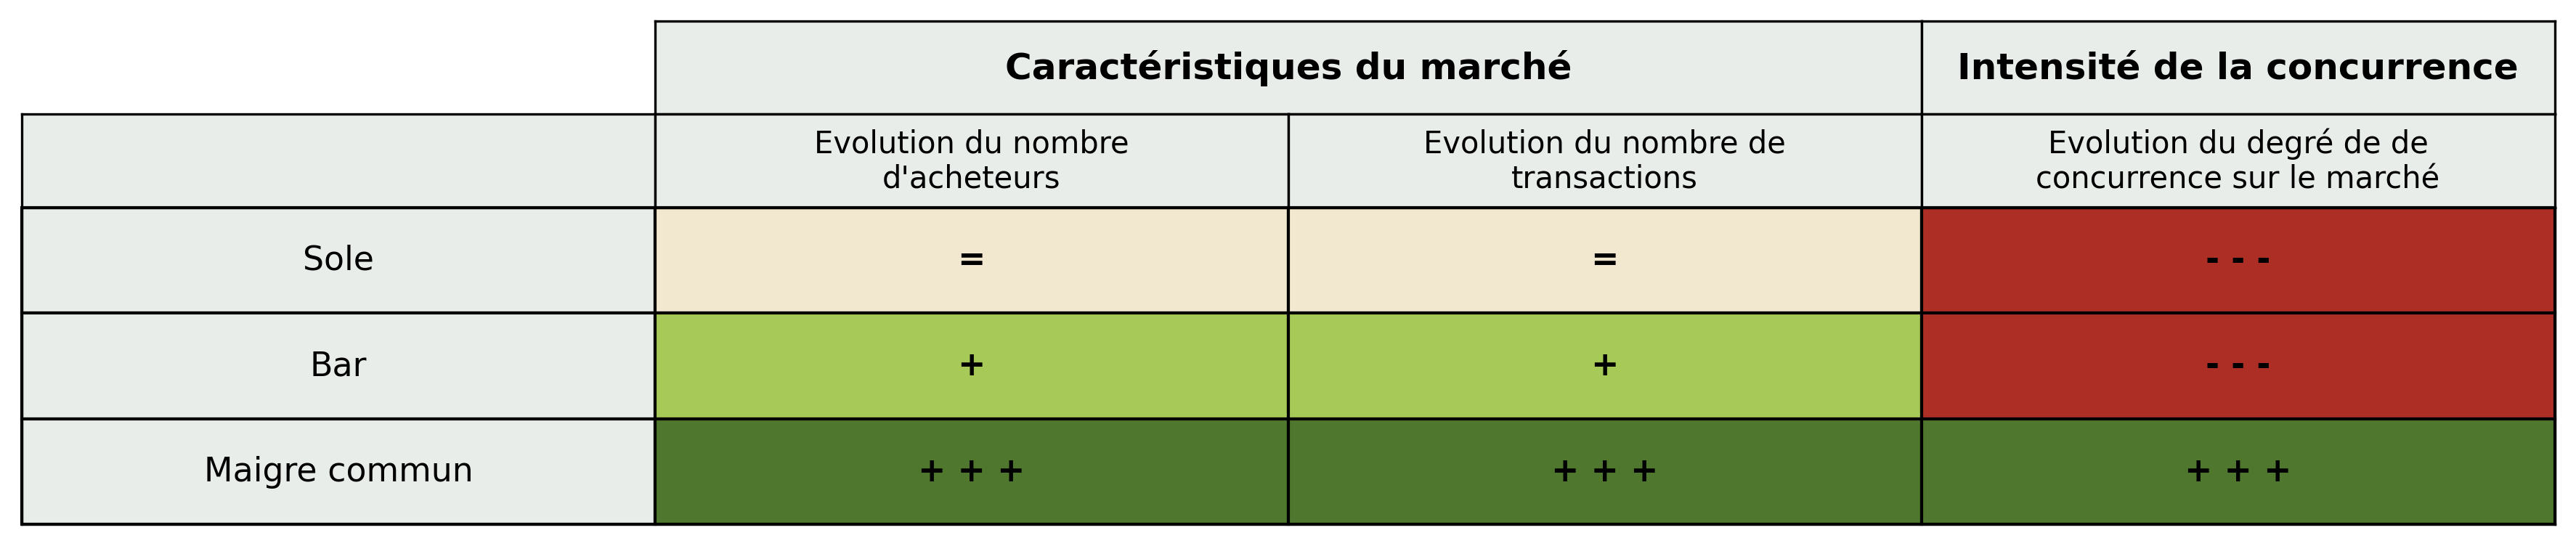 Caractéristiques du marché
Intensité de la concurrence
Evolution du nombre
d'acheteurs
Evolution du nombre de
transactions
Evolution du degré de de
concurrence sur le marché
Sole
=
=
- - -
Bar
+
+
- - -
Maigre commun
+ + +
+ + +
+ + +